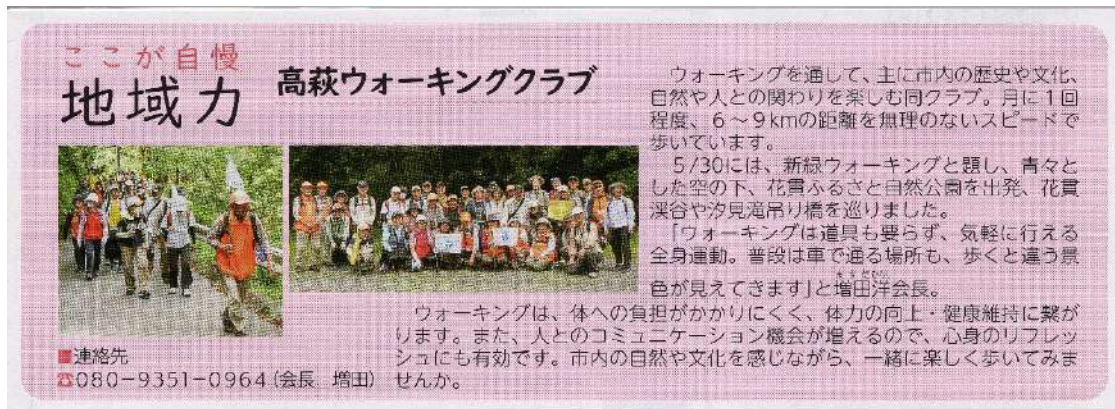 ここが自慢
地域力
高萩ウォーキングクラブ
ウォーキングを通して、主に市内の歴史や文化、
自然や人との関わりを楽しむ同クラブ。月に1回
程度、6~9kmの距離を無理のないスピードで
歩いています。
5/30には、新緑ウォーキングと題し、青々と
した空の下、花貫ふるさと自然公園を出発、花貫
渓谷や汐見滝吊り橋を巡りました。
「ウォーキングは道具も要らず、気軽に行える
全身運動。普段は車で通る場所も、歩くと違う景
色が見えてきます」と増田洋会長。
ウォーキングは、体への負担がかかりにくく、体力の向上・健康維持に繋が
ります。また、人とのコミュニケーション機会が増えるので、心身のリフレッ
シュにも有効です。市内の自然や文化を感じながら、一緒に楽しく歩いてみま
せんか。
■連絡先
☎080-9351-0964(会長 増田)